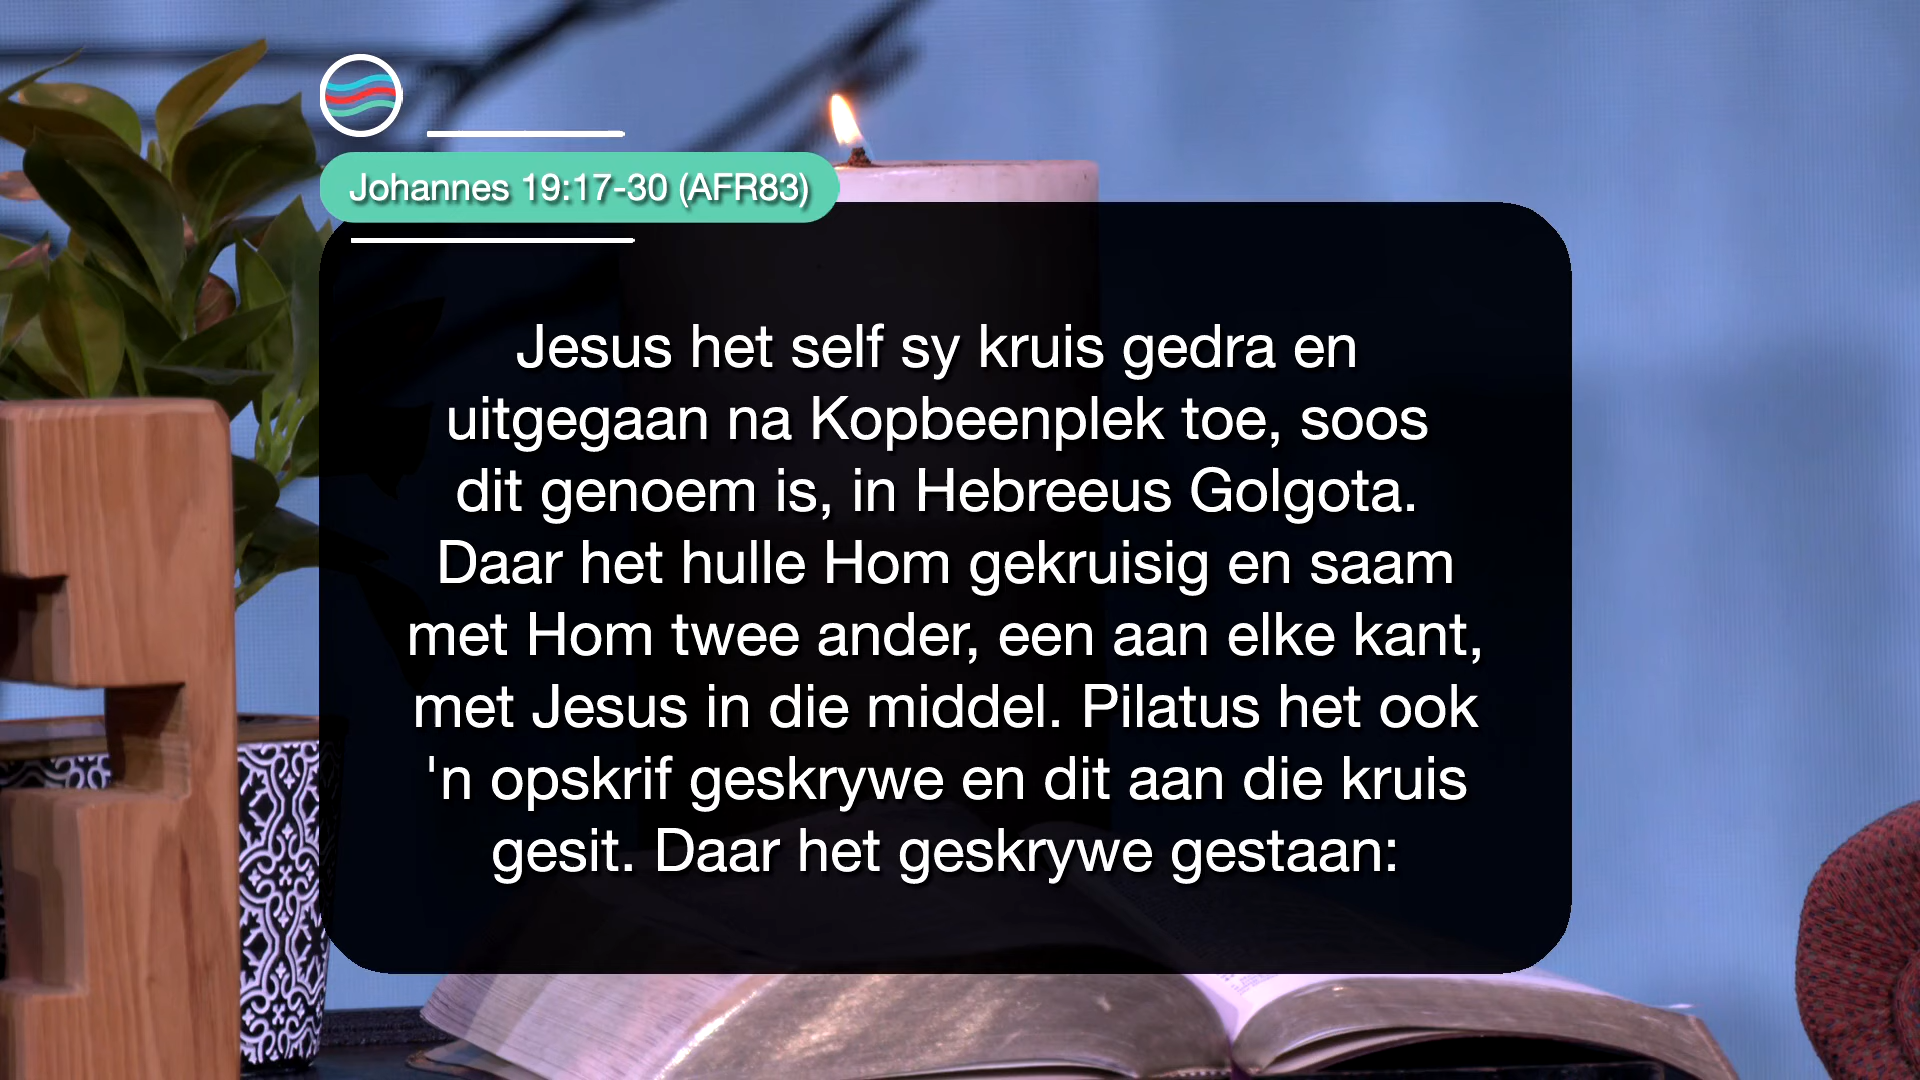 Johannes 19:17-30 (AFR83)
Jesus het self sy kruis gedra en
uitgegaan na Kopbeenplek toe, soos
dit genoem is, in Hebreeus Golgota.
Daar het hulle Hom gekruisig en saam
met Hom twee ander, een aan elke kant,
met Jesus in die middel. Pilatus het ook
'n opskrif geskrywe en dit aan die kruis
gesit. Daar het geskrywe gestaan: